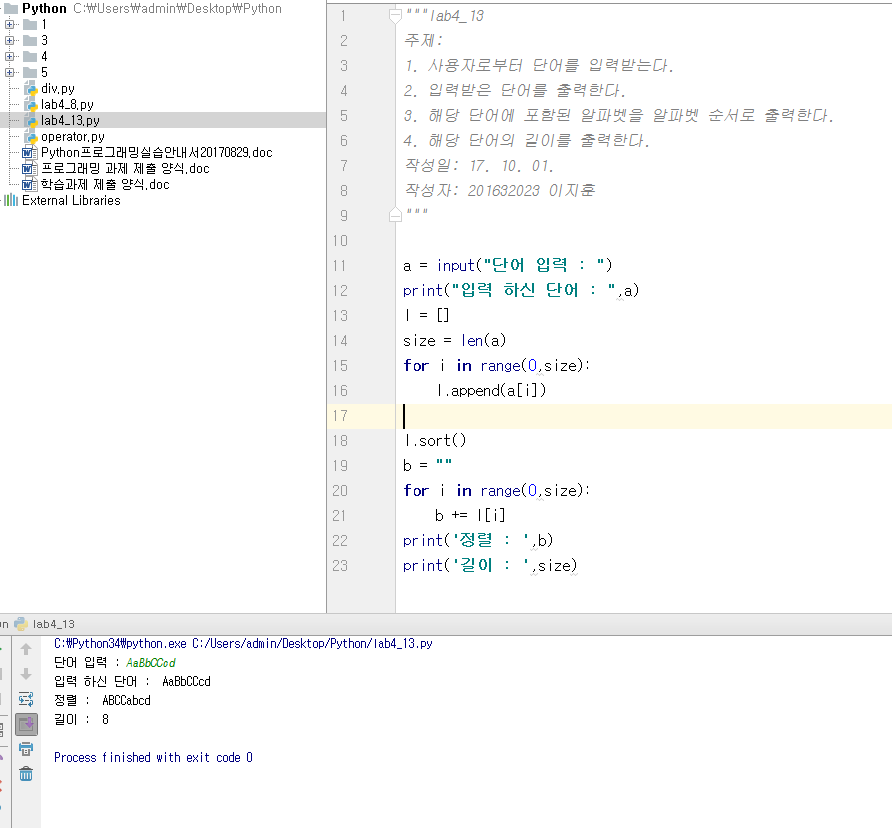 Python C:₩Users₩admin₩Desktop₩Python
1
3
4
5
div.py
lab4_8.py
lab4_13.py
operator.py
Python프로그래밍실습안내서20170829.doc
프로그래밍 과제 제출 양식.doc
학습과제 제출 양식.doc
External Libraries
1 """lab4_13
2 주제:
3 1. 사용자로부터 단어를 입력받는다.
4 2. 입력받은 단어를 출력한다.
5 3. 해당 단어에 포함된 알파벳을 알파벳 순서로 출력한다.
6 4. 해당 단어의 길이를 출력한다.
7 작성일: 17. 10. 01.
8 작성자: 201632023 이지훈
9 """
10
11 a = input("단어 입력 : ")
12 print("입력 하신 단어 : ",a)
13 l = []
14 size = len(a)
15 for i in range(0,size):
16 l.append(a[i])
17
18 l.sort()
19 b = ""
20 for i in range(0,size):
21 b += l[i]
22 print('정렬 : ',b)
23 print('길이 : ',size)
un lab4_13
C:₩Python34₩python.exe C:/Users/admin/Desktop/Python/lab4_13.py
단어 입력 : AaBbCCcd
입력 하신 단어 :  AaBbCCcd
정렬 :  ABCCabcd
길이 :  8
Process finished with exit code 0